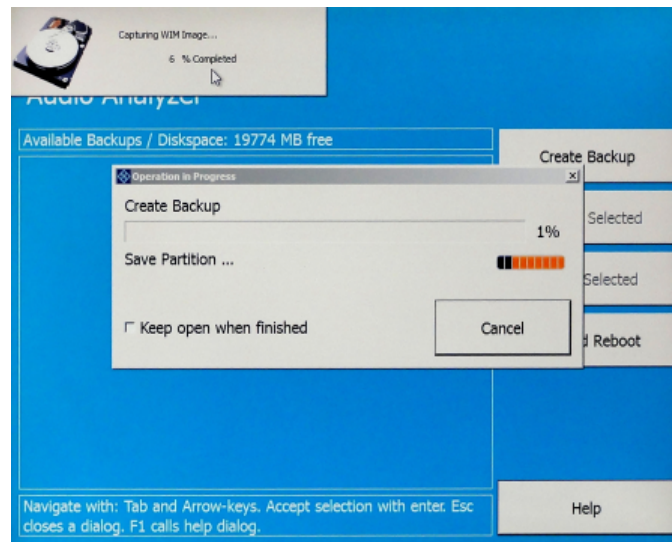 Capturing WIM Image...
6 % Completed
Audio Analyzer
Available Backups / Diskspace: 19774 MB free
Create Backup
Operation in Progress
Create Backup
1%
Selected
Save Partition ...
Selected
Keep open when finished
Cancel
Reboot
Navigate with: Tab and Arrow-keys. Accept selection with enter. Esc
closes a dialog. F1 calls help dialog.
Help